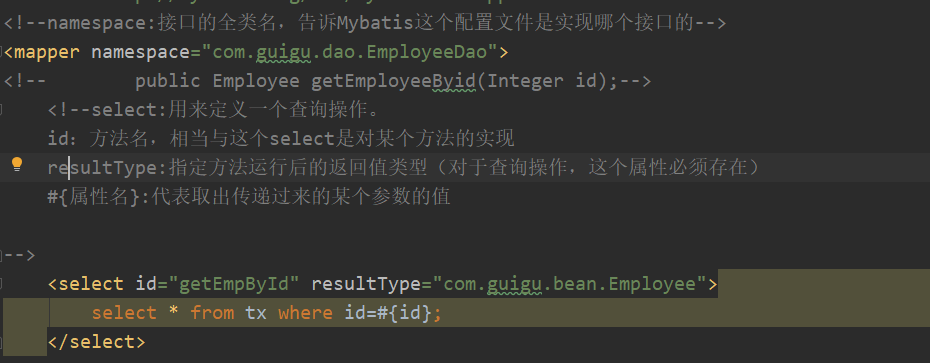 <!--namespace:接口的全类名，告诉Mybatis这个配置文件是实现哪个接口的-->
<mapper namespace="com.guigu.dao.EmployeeDao">
<!--        public Employee getEmployeeByid(Integer id);-->
<!--select:用来定义一个查询操作。
id：方法名，相当与这个select是对某个方法的实现
resultType:指定方法运行后的返回值类型（对于查询操作，这个属性必须存在）
#{属性名}:代表取出传递过来的某个参数的值
-->
<select id="getEmpById" resultType="com.guigu.bean.Employee">
select * from tx where id=#{id};
</select>